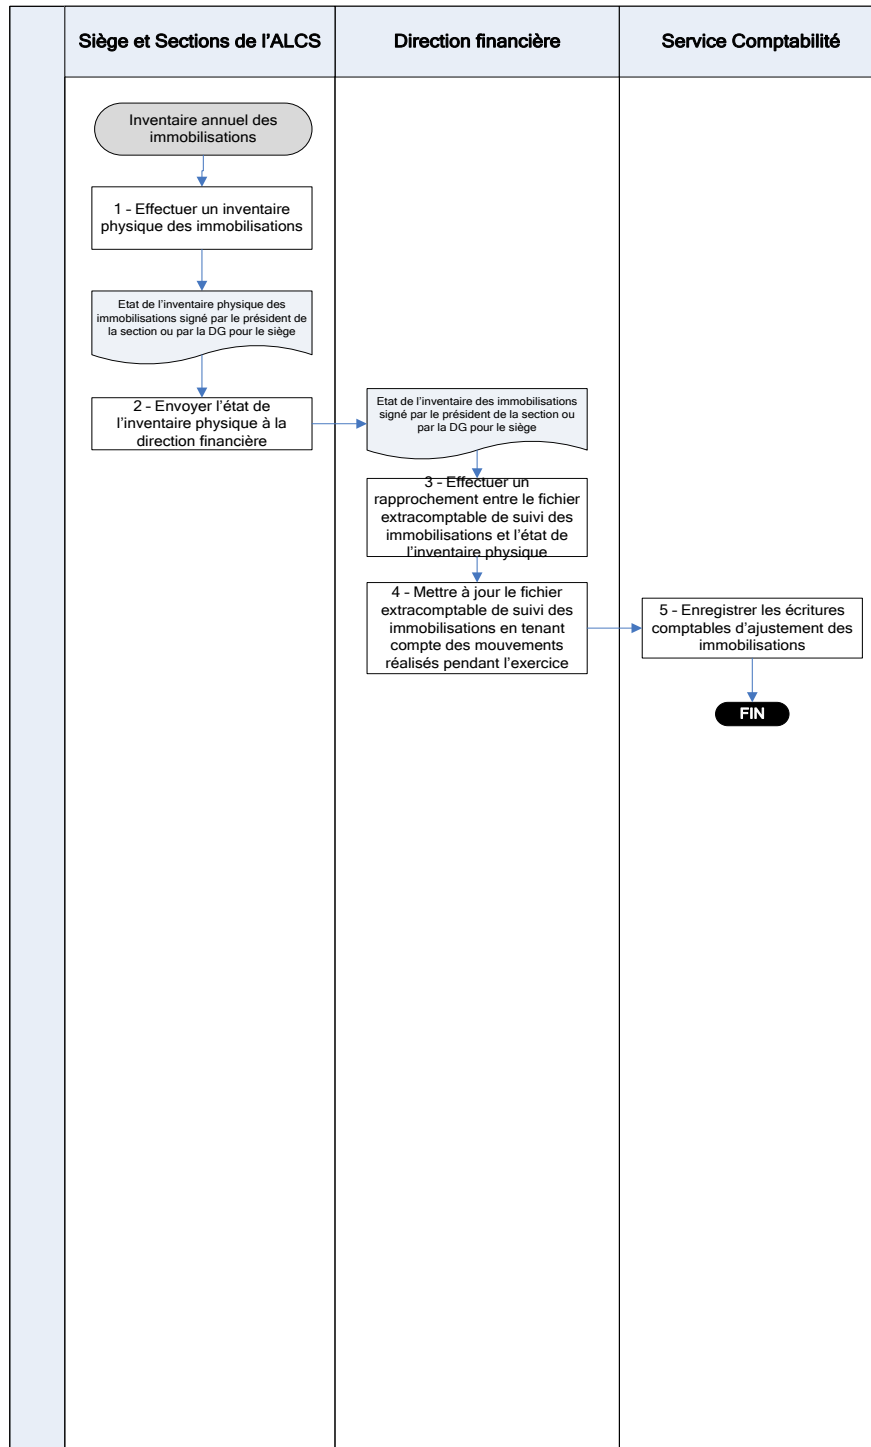 Siège et Sections de l'ALCS
Direction financière
Service Comptabilité
Inventaire annuel des
immobilisations
1 - Effectuer un inventaire
physique des immobilisations
Etat de l'inventaire physique des
immobilisations signé par le président de
la section ou par la DG pour le siège
2 - Envoyer l'état de
l'inventaire physique à la
direction financière
Etat de l'inventaire des immobilisations
signé par le président de la section ou
par la DG pour le siège
3 - Effectuer un
rapprochement entre le fichier
extracomptable de suivi des
immobilisations et l'état de
l'inventaire physique
4 - Mettre à jour le fichier
extracomptable de suivi des
immobilisations en tenant
compte des mouvements
réalisés pendant l'exercice
5 - Enregistrer les écritures
comptables d'ajustement des
immobilisations
FIN